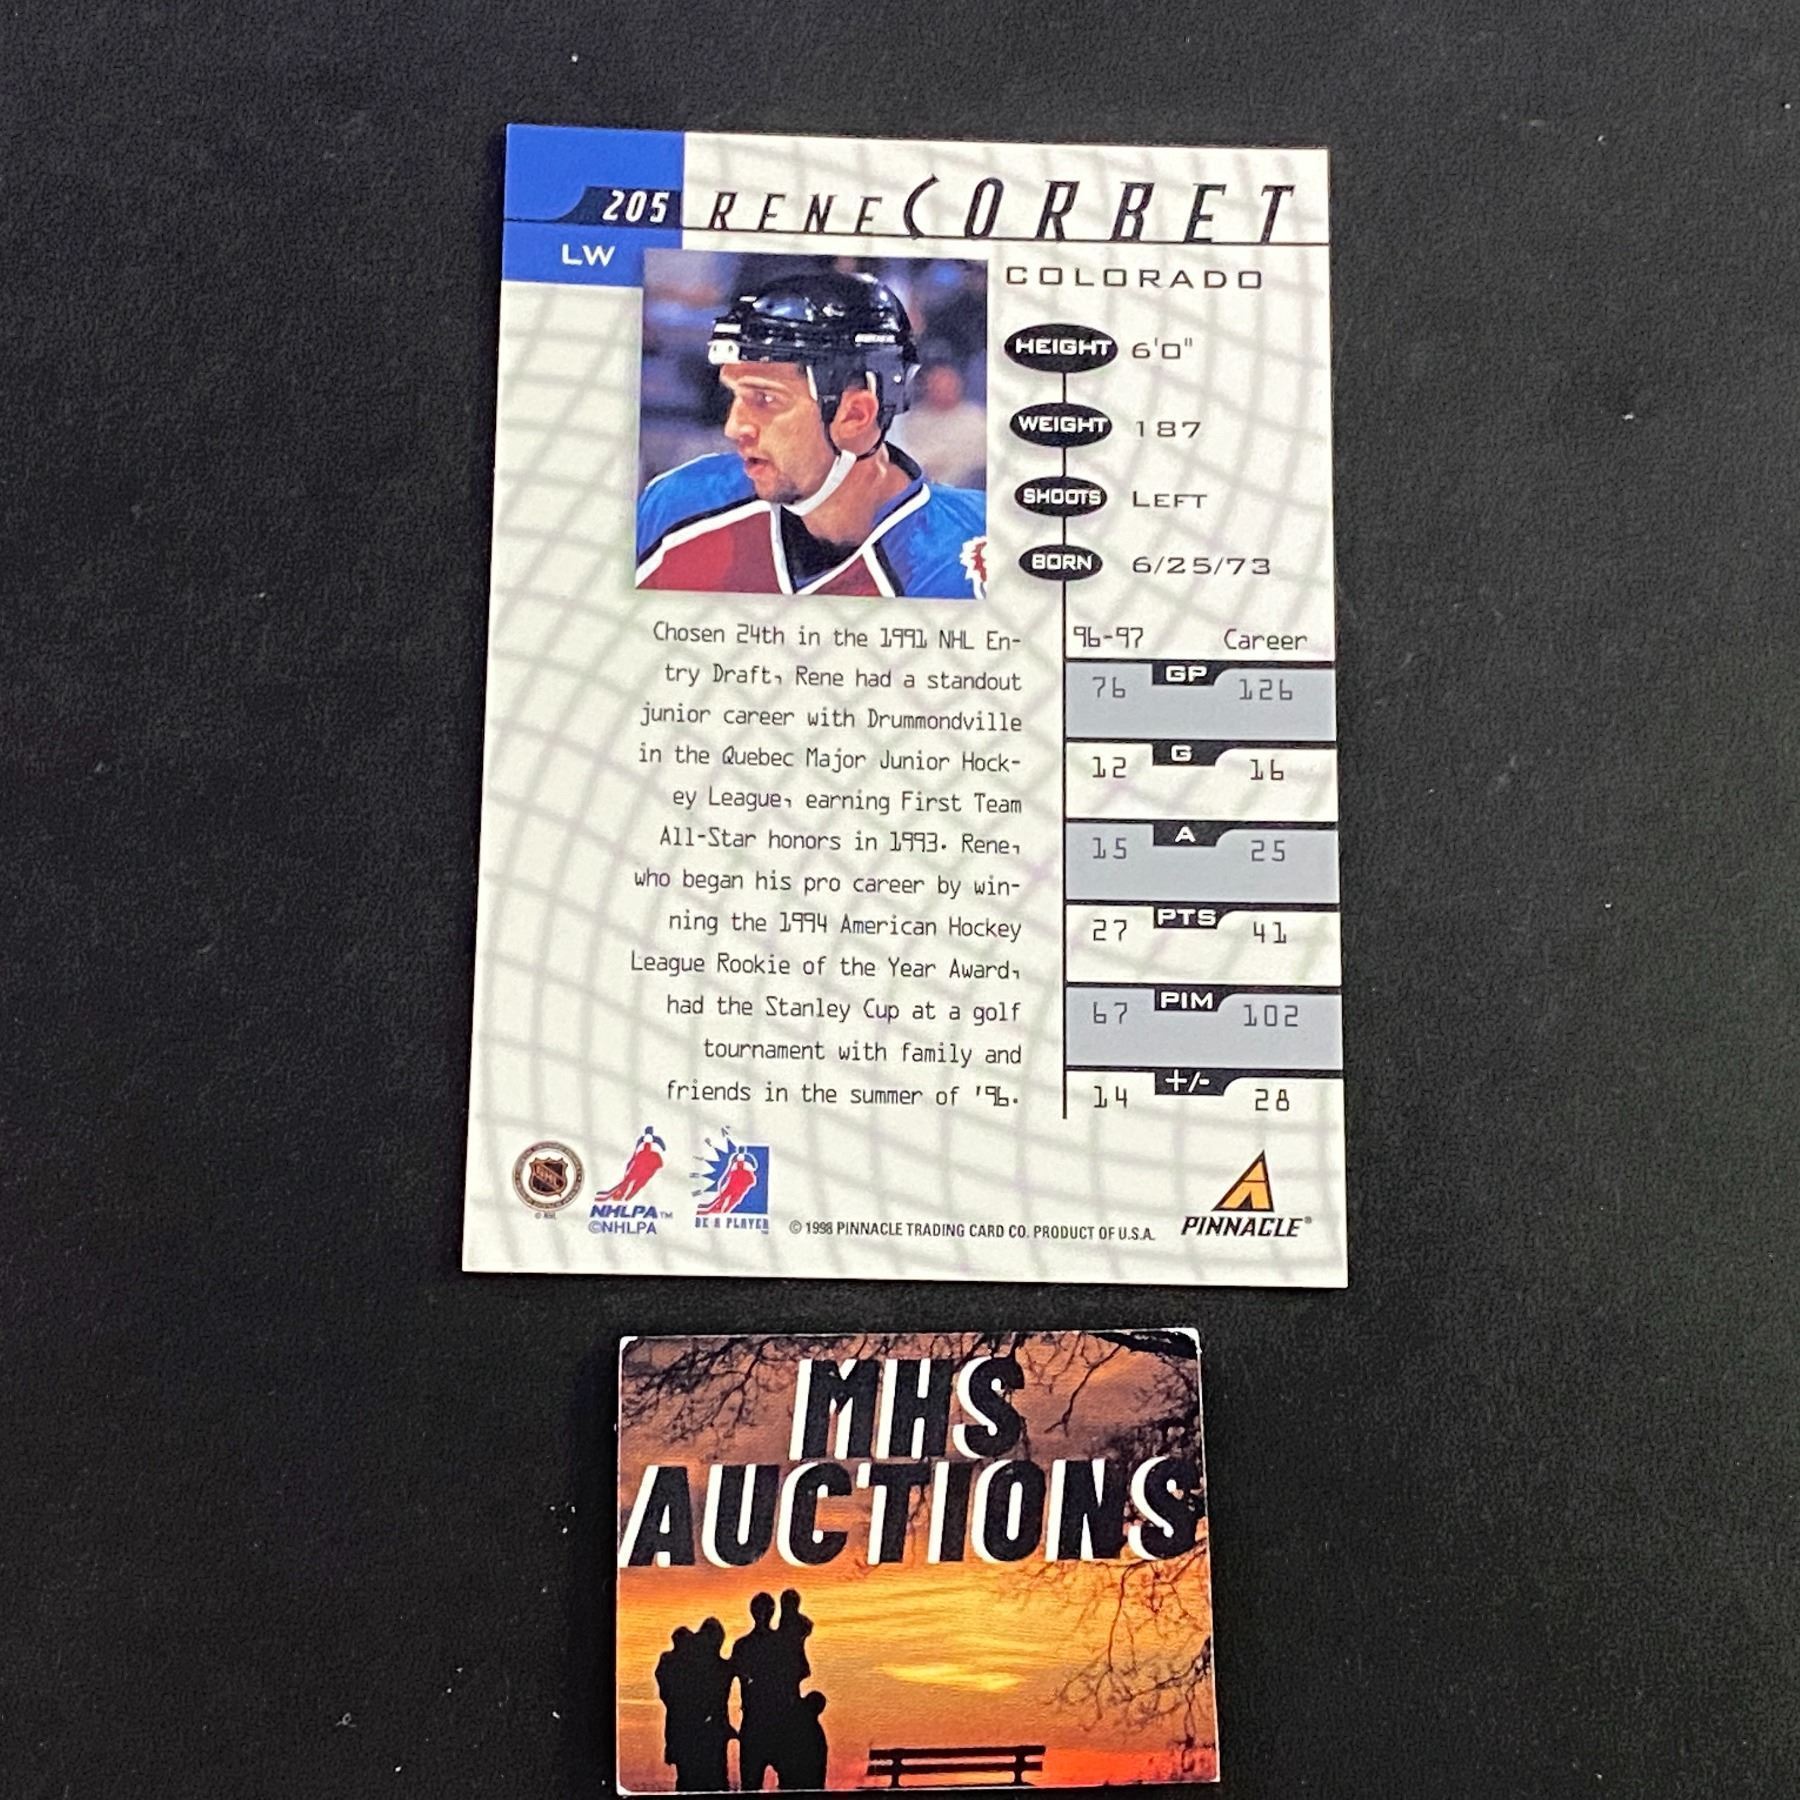 205 RENE CORBET
LW
COLORADO
HEIGHT 6'0"
WEIGHT 187
SHOOTS LEFT
BORN 6/25/73
Chosen 24th in the 1991 NHL En-
try Draft, Rene had a standout
junior career with Drummondville
in the Quebec Major Junior Hock-
ey League, earning First Team
All-Star honors in 1993. Rene,
who began his pro career by win-
ning the 1994 American Hockey
League Rookie of the Year Award,
had the Stanley Cup at a golf
tournament with family and
friends in the summer of '96.
96-97 Career
76 GP 126
12 G 16
15 A 25
27 PTS 41
67 PIM 102
14 +/- 28
NHLPA™
©NHLPA
BE A PLAYER
© 1998 PINNACLE TRADING CARD CO. PRODUCT OF U.S.A.
PINNACLE®
MHS
AUCTIONS